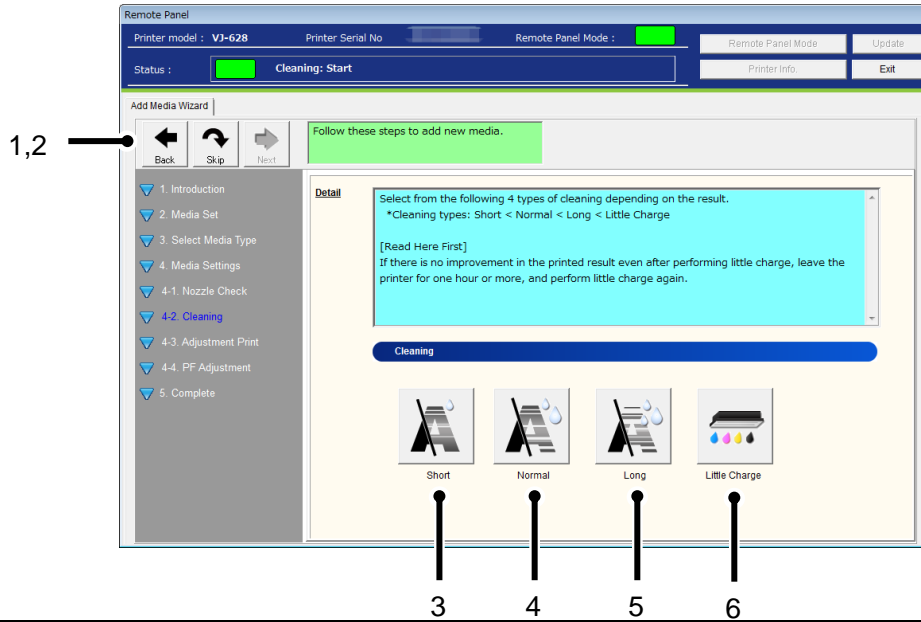 Remote Panel
Printer model : VJ-628 Printer Serial No Remote Panel Mode : Remote Panel Mode Update
Status : Cleaning: Start Printer Info. Exit
Add Media Wizard
1,2
Back Skip Next
Follow these steps to add new media.
1. Introduction
2. Media Set
3. Select Media Type
4. Media Settings
4-1. Nozzle Check
4-2. Cleaning
4-3. Adjustment Print
4-4. PF Adjustment
5. Complete
Detail
Select from the following 4 types of cleaning depending on the result.
*Cleaning types: Short < Normal < Long < Little Charge
[Read Here First]
If there is no improvement in the printed result even after performing little charge, leave the
printer for one hour or more, and perform little charge again.
Cleaning
Short Normal Long Little Charge
3 4 5 6